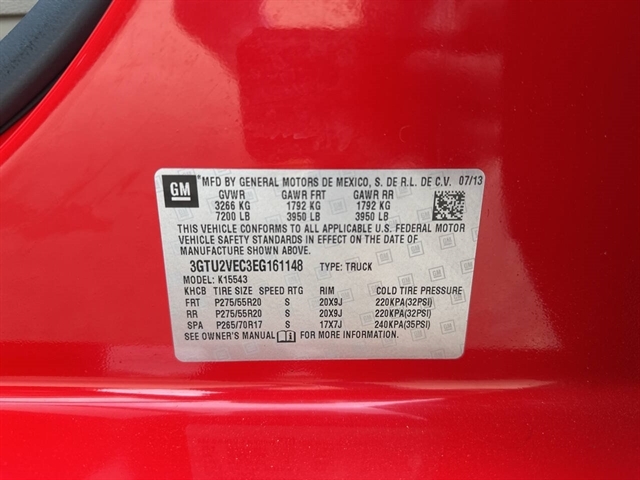 GM MFD BY GENERAL MOTORS DE MEXICO, S. DE R.L. DE C.V. 07/13
GVWR GAWR FRT GAWR RR
3266 KG 1792 KG 1792 KG
7200 LB 3950 LB 3950 LB
THIS VEHICLE CONFORMS TO ALL APPLICABLE U.S. FEDERAL MOTOR
VEHICLE SAFETY STANDARDS IN EFFECT ON THE DATE OF
MANUFACTURE SHOWN ABOVE.
3GTU2VEC3EG161148 TYPE: TRUCK
MODEL: K15543
KHCB TIRE SIZE SPEED RTG RIM COLD TIRE PRESSURE
FRT P275/55R20 S 20X9J 220KPA(32PSI)
RR P275/55R20 S 20X9J 220KPA(32PSI)
SPA P265/70R17 S 17X7J 240KPA(35PSI)
SEE OWNER'S MANUAL FOR MORE INFORMATION.